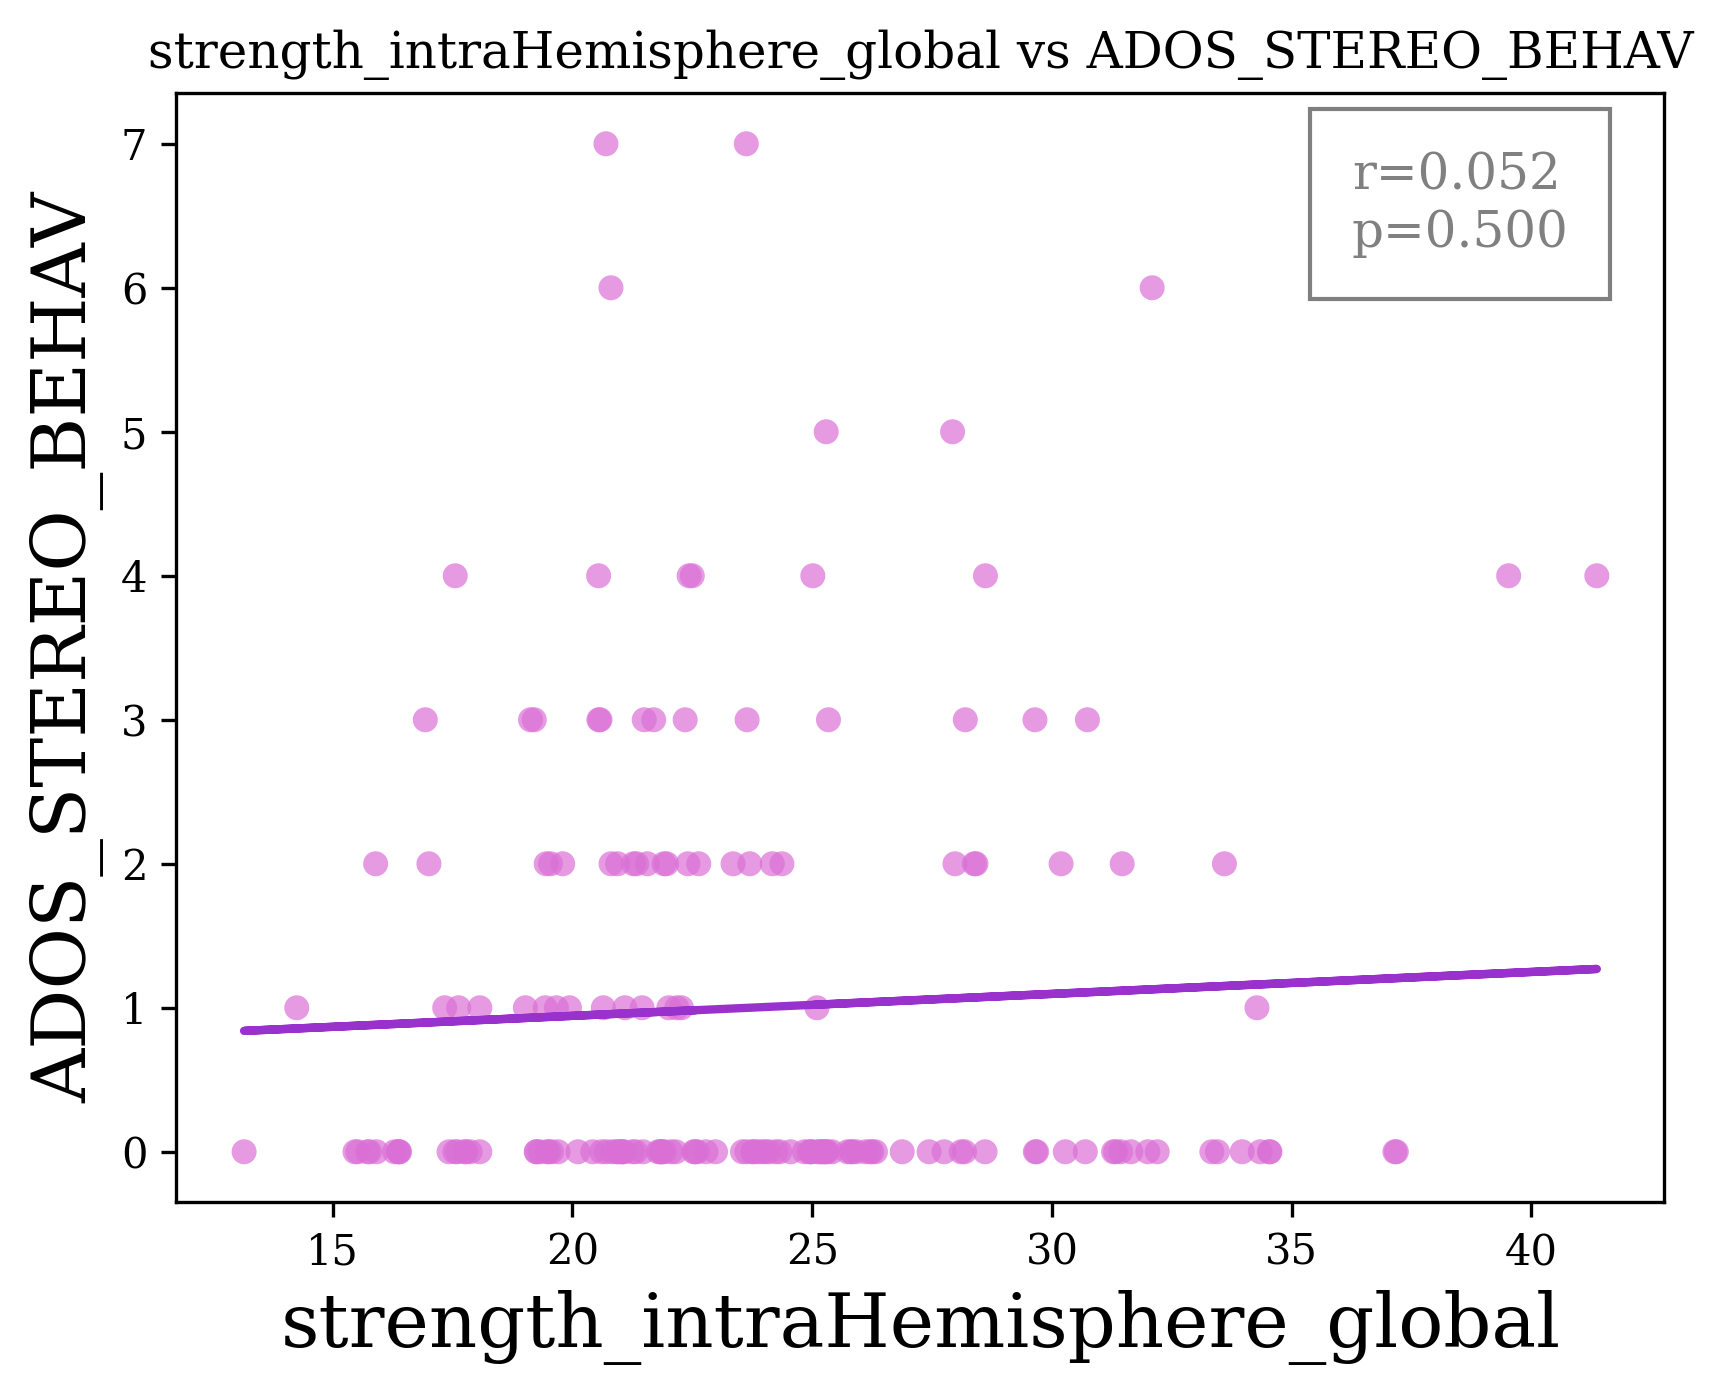 strength_intraHemisphere_global vs ADOS_STEREO_BEHAV
r=0.052
p=0.500
ADOS_STEREO_BEHAV
7
6
5
4
3
2
1
0
15 20 25 30 35 40
strength_intraHemisphere_global